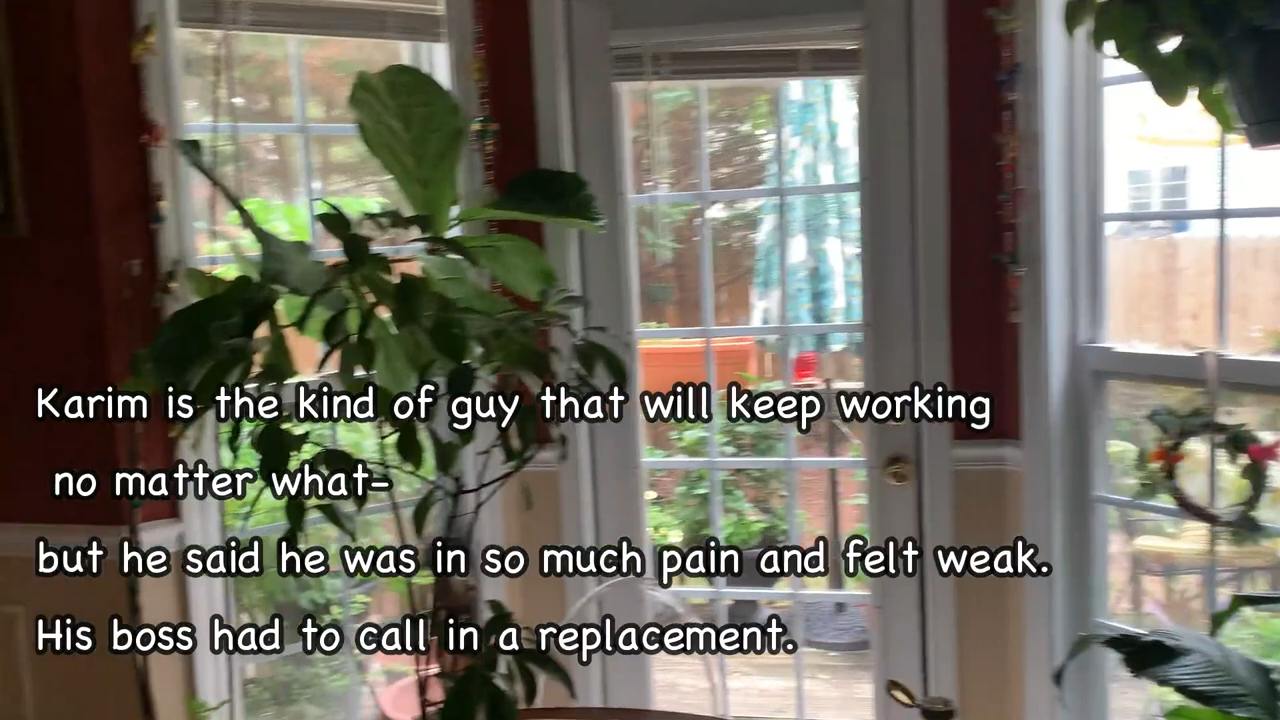 Karim is the kind of guy that will keep working
no matter what-
but he said he was in so much pain and felt weak.
His boss had to call in a replacement.